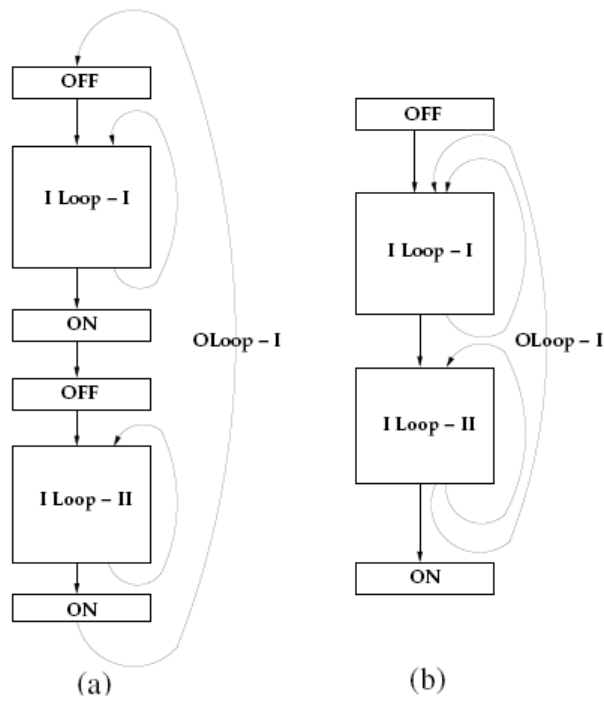 OFF
I Loop – I
ON
OLoop – I
OFF
I Loop – II
ON
(a)
OFF
I Loop – I
OLoop – I
I Loop – II
ON
(b)